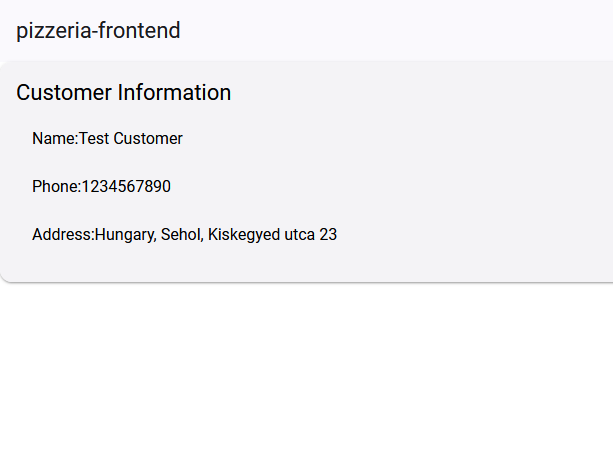 pizzeria-frontend
Customer Information
Name:Test Customer
Phone:1234567890
Address:Hungary, Sehol, Kiskegyed utca 23